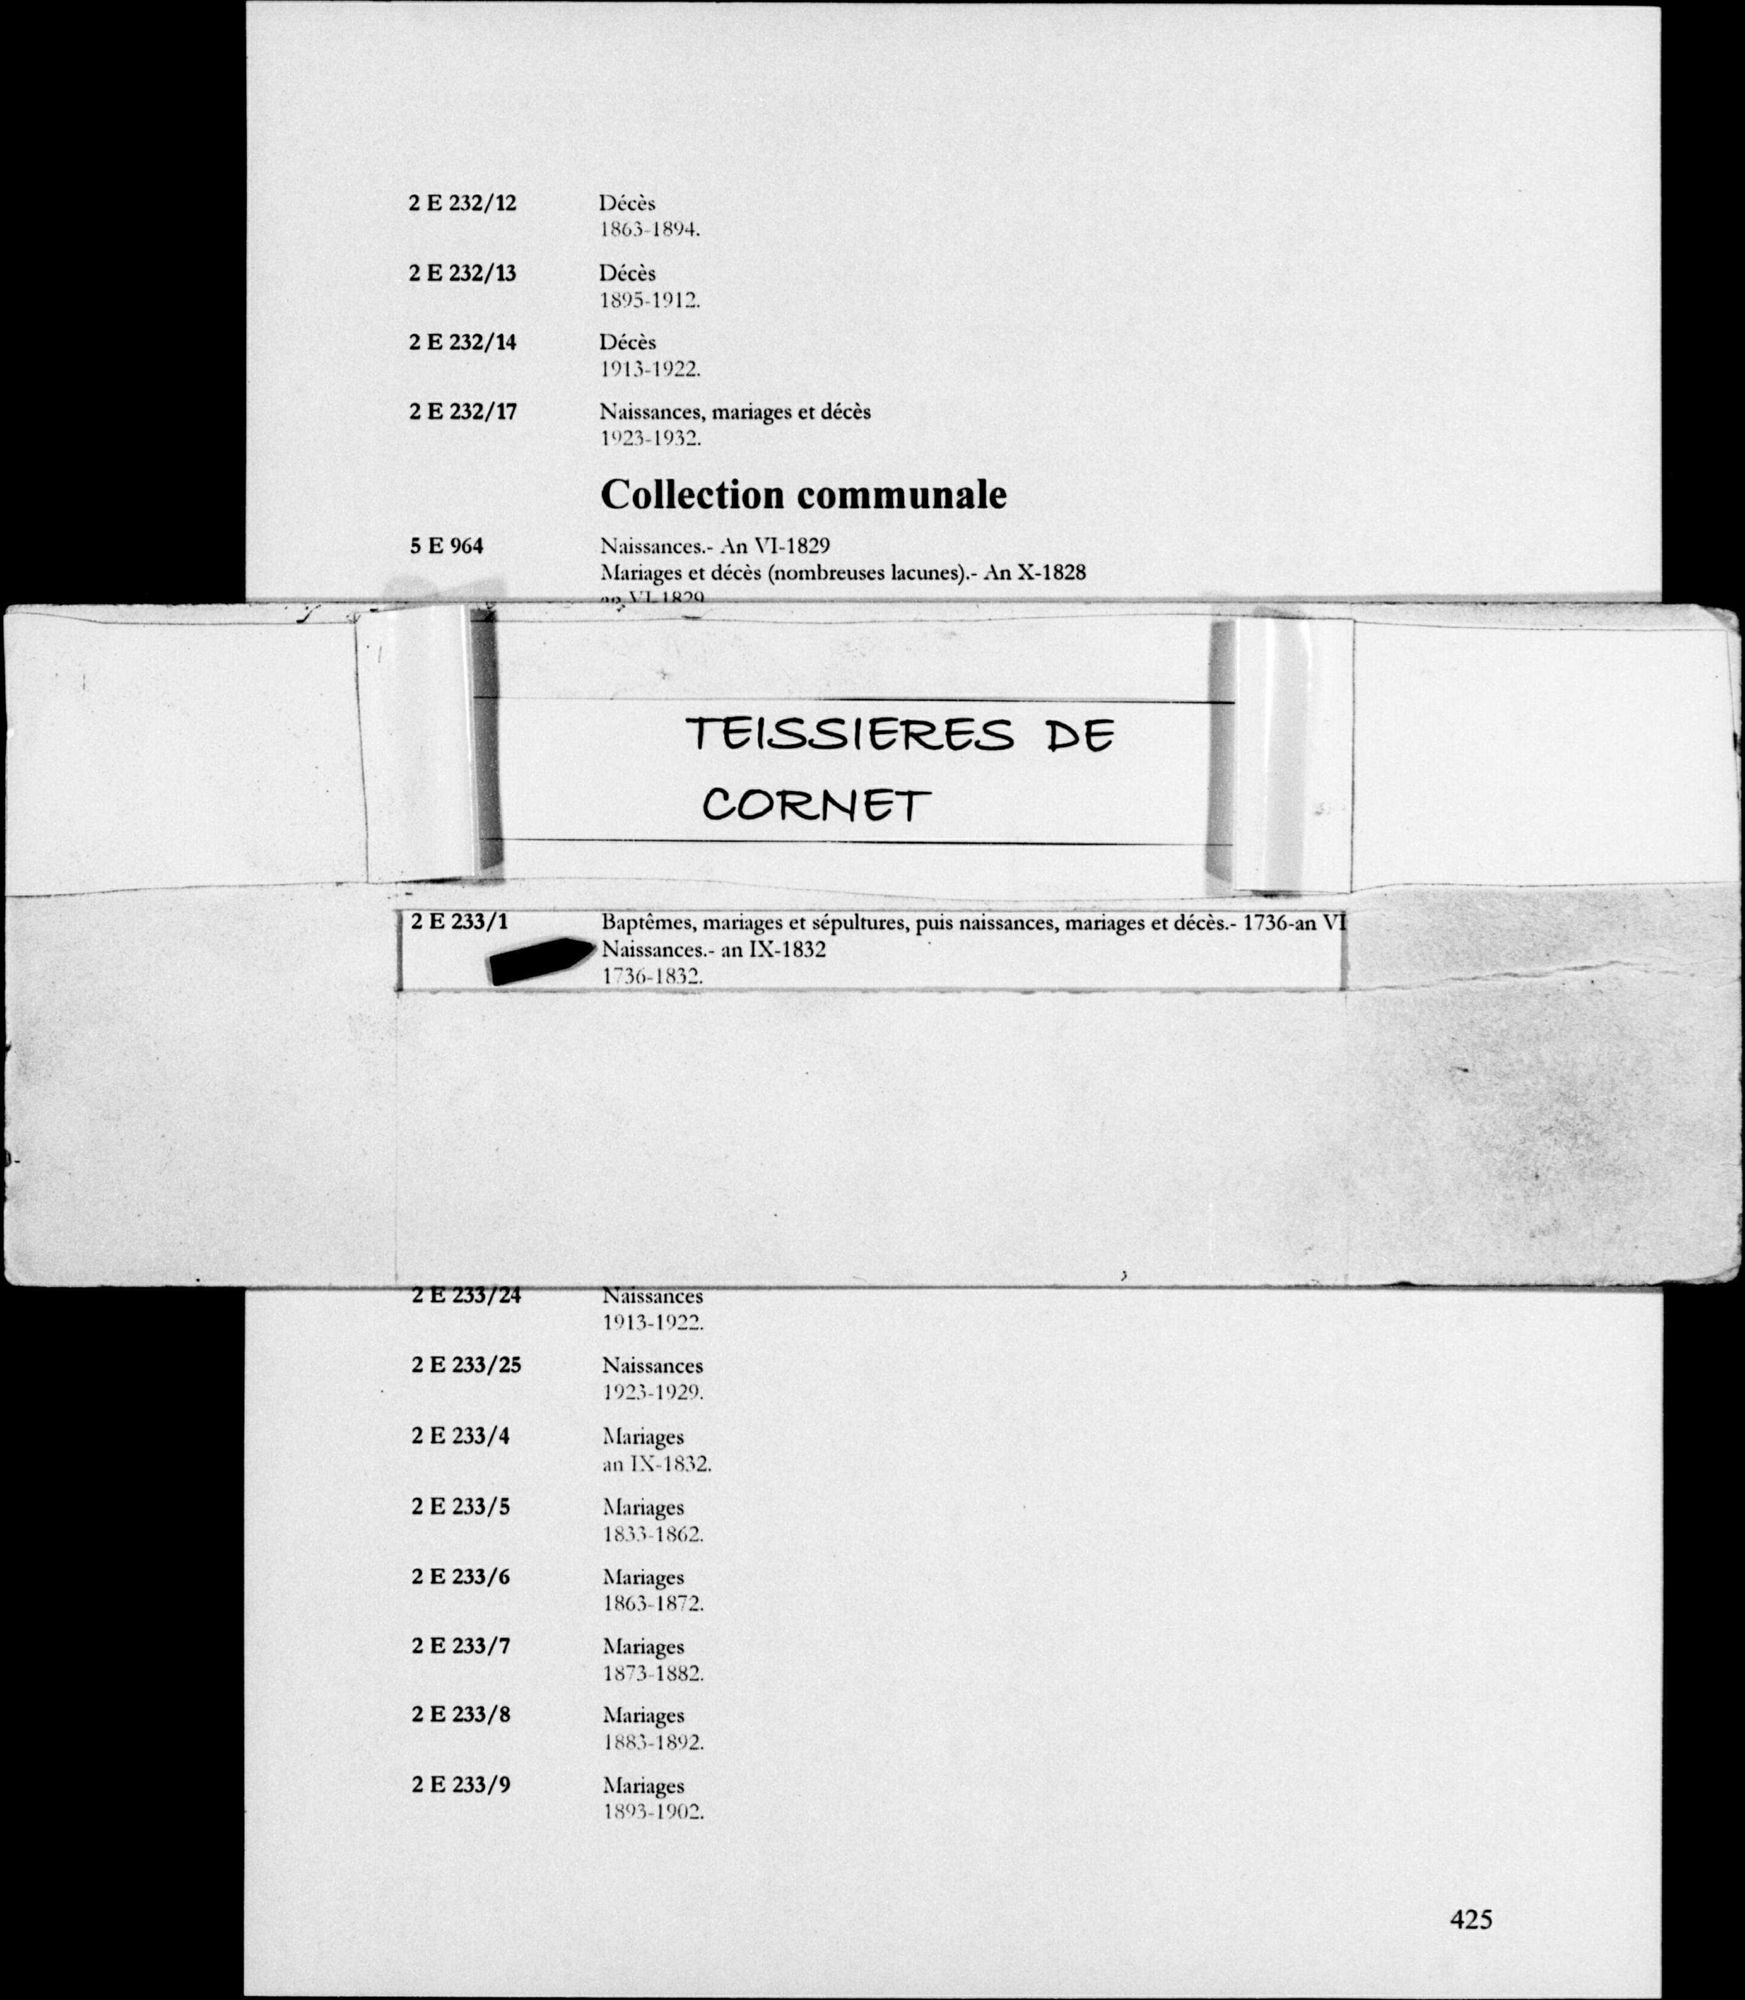 2 E 232/12 Décès
1863-1894.
2 E 232/13 Décès
1895-1912.
2 E 232/14 Décès
1913-1922.
2 E 232/17 Naissances, mariages et décès
1923-1932.
Collection communale
5 E 964 Naissances.- An VI-1829
Mariages et décès (nombreuses lacunes).- An X-1828
an VI-1829
TEISSIERES DE
CORNET
2 E 233/1 Baptêmes, mariages et sépultures, puis naissances, mariages et décès.- 1736-an VI
Naissances.- an IX-1832
1736-1832.
2 E 233/24 Naissances
1913-1922.
2 E 233/25 Naissances
1923-1929.
2 E 233/4 Mariages
an IX-1832.
2 E 233/5 Mariages
1833-1862.
2 E 233/6 Mariages
1863-1872.
2 E 233/7 Mariages
1873-1882.
2 E 233/8 Mariages
1883-1892.
2 E 233/9 Mariages
1893-1902.
425